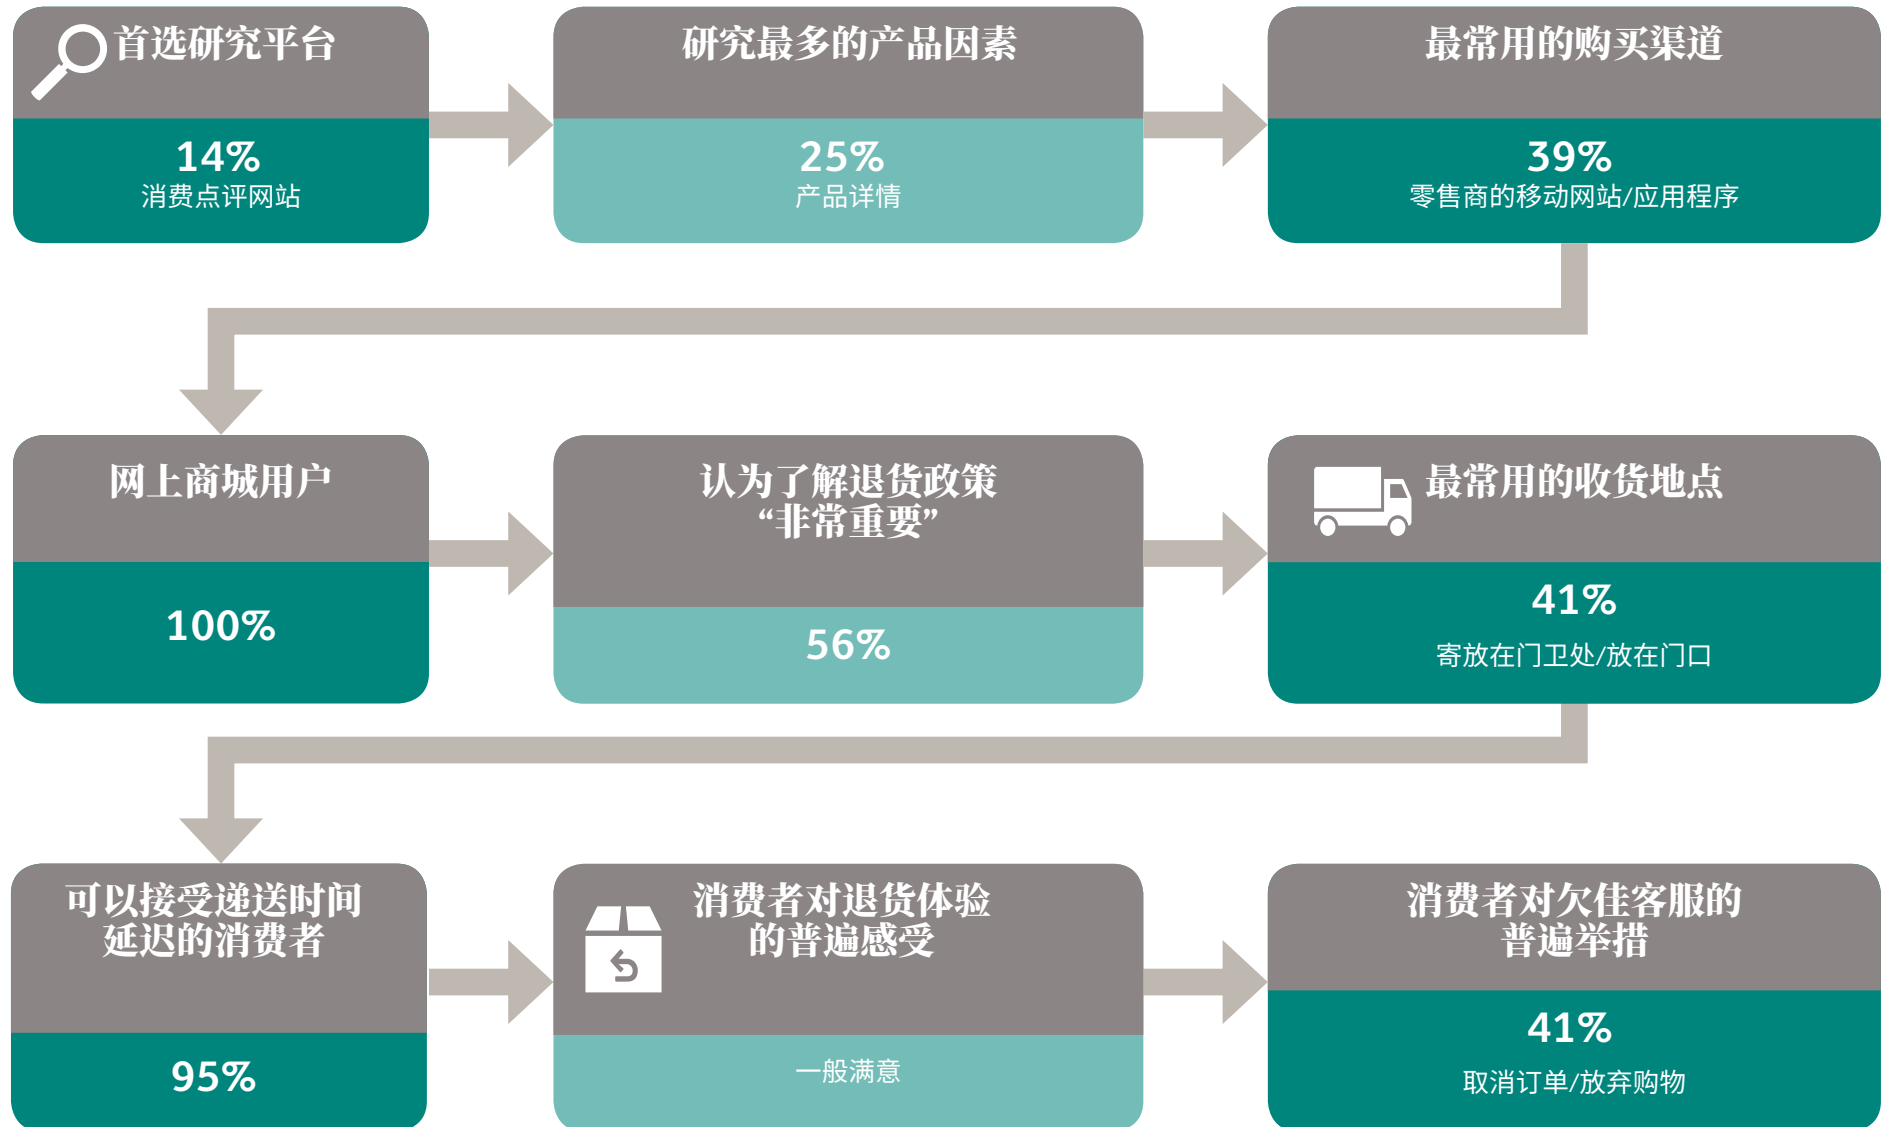 首选研究平台
14%
消费点评网站
研究最多的产品因素
25%
产品详情
最常用的购买渠道
39%
零售商的移动网站/应用程序
网上商城用户
100%
认为了解退货政策
“非常重要”
56%
最常用的收货地点
41%
寄放在门卫处/放在门口
可以接受递送时间
延迟的消费者
95%
消费者对退货体验
的普遍感受
一般满意
消费者对欠佳客服的
普遍举措
41%
取消订单/放弃购物